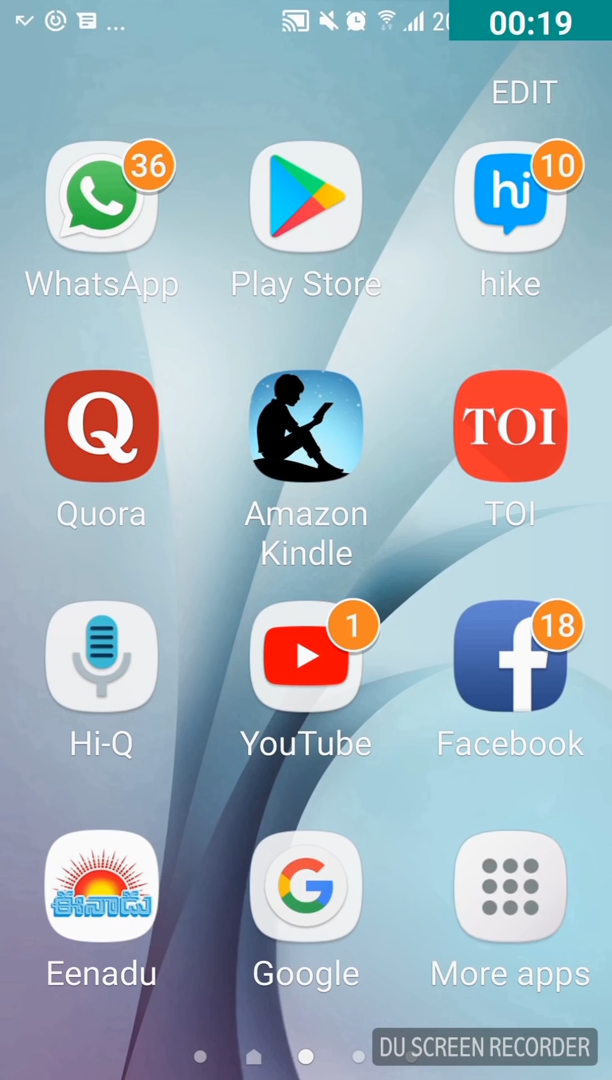 ... 20 00:19
EDIT
36 hi 10
WhatsApp Play Store hike
Q TOI
Quora Amazon Kindle TOI
1 f 18
Hi-Q YouTube Facebook
ఈనాడు G
Eenadu Google More apps
DU SCREEN RECORDER